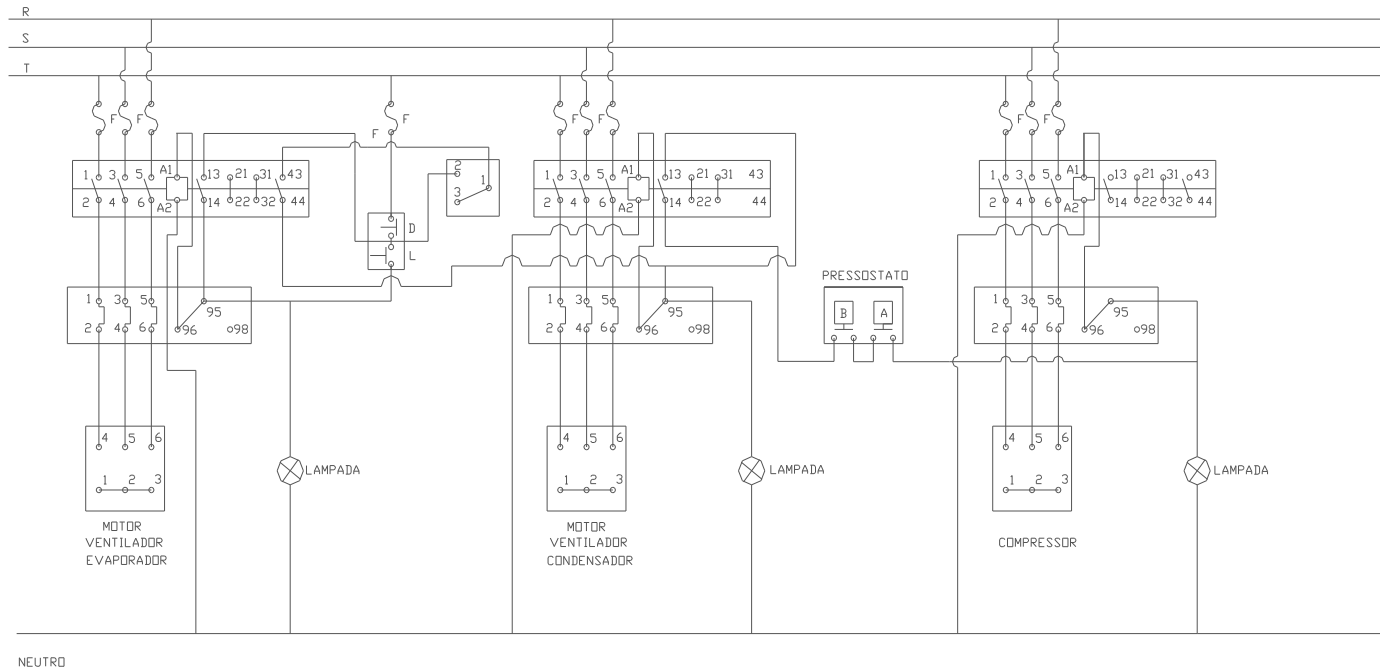 R
S
T
F F F F F F
F
1 3 5 A1 13 21 31 43
2 4 6 A2 14 22 32 44
2
3 1
D
L
1 3 5 A1 13 21 31 43
2 4 6 A2 14 22 44
1 3 5 A1 13 21 31 43
2 4 6 A2 14 22 32 44
PRESSOSTATO
B A
1 3 5 95
2 4 6 96 98
1 3 5 95
2 4 6 96 98
1 3 5 95
2 4 6 96 98
4 5 6
1 2 3
LAMPADA
4 5 6
1 2 3
LAMPADA
4 5 6
1 2 3
LAMPADA
MOTOR
VENTILADOR
EVAPORADOR
MOTOR
VENTILADOR
CONDENSADOR
COMPRESSOR
NEUTRO